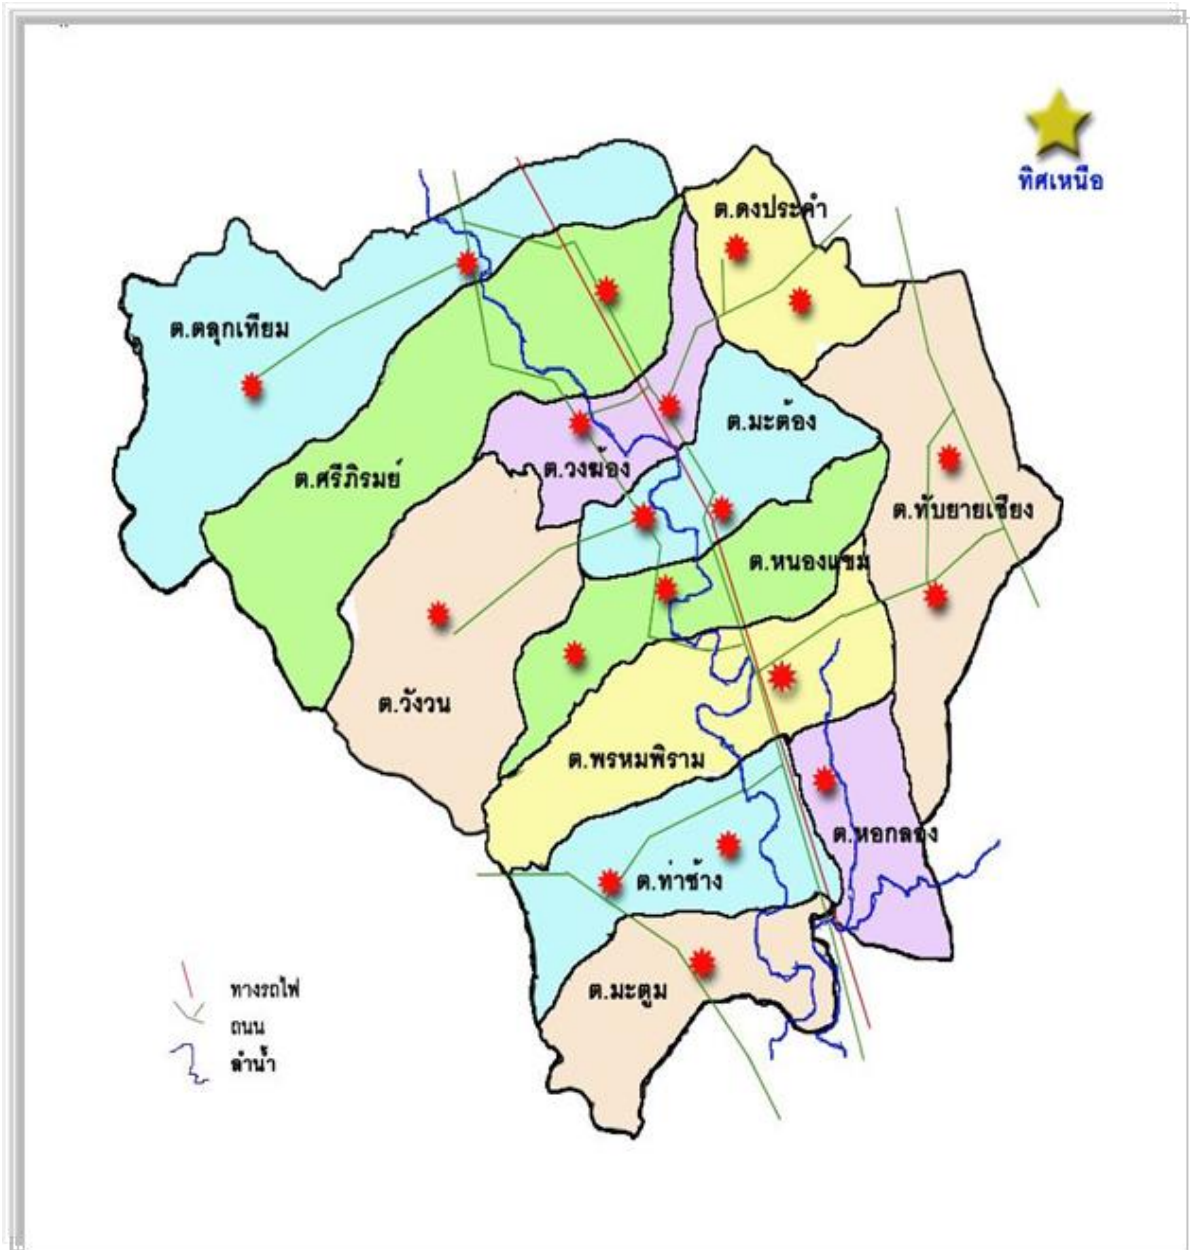 ทิศเหนือ
ต.ดงประคำ
ต.ตลุกเทียม
ต.มะต้อง
ต.วงฆ้อง
ต.ศรีภิรมย์
ต.ทับยายเชียง
ต.หนองแขม
ต.วังวน
ต.พรหมพิราม
ต.หอกลอง
ต.ท่าช้าง
ต.มะตูม
ทางรถไฟ
ถนน
ลำน้ำ